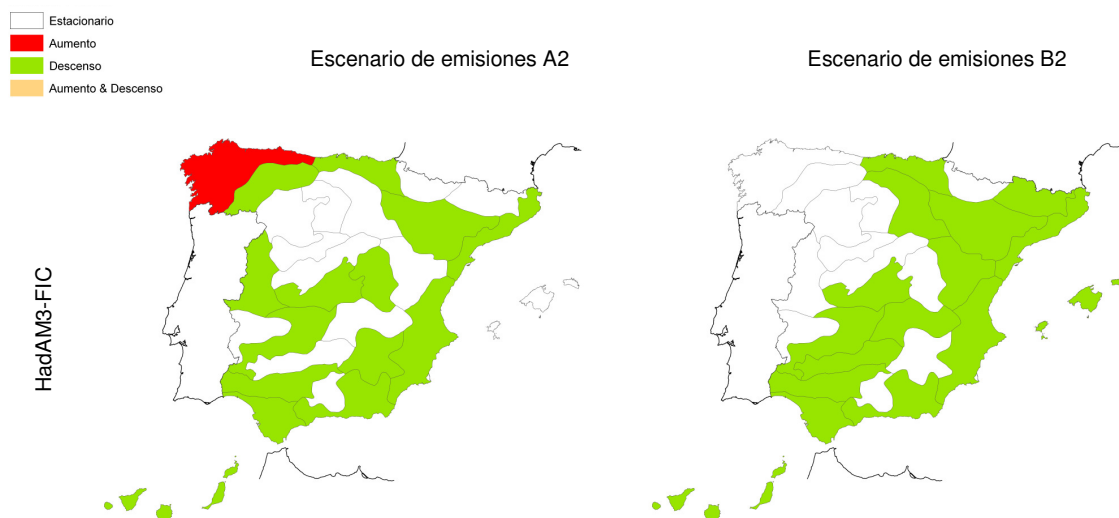 Estacionario
Aumento
Descenso
Aumento & Descenso
Escenario de emisiones A2
Escenario de emisiones B2
HadAM3-FIC